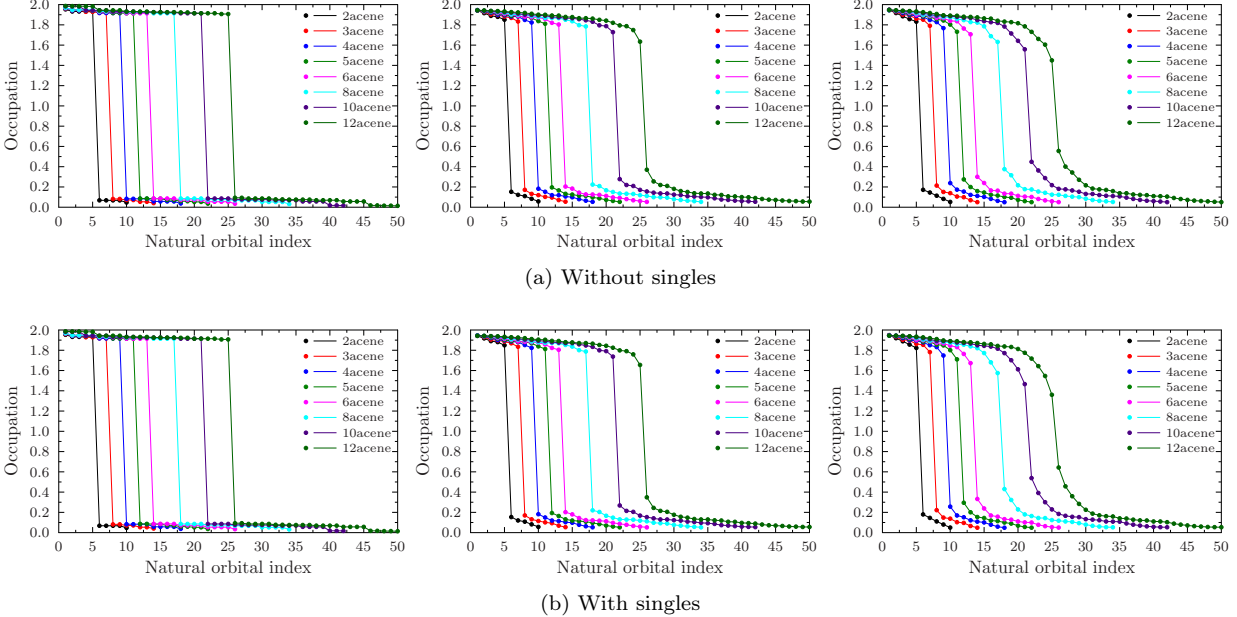 2.0
1.8
1.6
1.4
1.2
1.0
0.8
0.6
0.4
0.2
0.0
Occupation
0 5 10 15 20 25 30 35 40 45 50
Natural orbital index
2acene
3acene
4acene
5acene
6acene
8acene
10acene
12acene
2.0
1.8
1.6
1.4
1.2
1.0
0.8
0.6
0.4
0.2
0.0
Occupation
0 5 10 15 20 25 30 35 40 45 50
Natural orbital index
2acene
3acene
4acene
5acene
6acene
8acene
10acene
12acene
2.0
1.8
1.6
1.4
1.2
1.0
0.8
0.6
0.4
0.2
0.0
Occupation
0 5 10 15 20 25 30 35 40 45 50
Natural orbital index
2acene
3acene
4acene
5acene
6acene
8acene
10acene
12acene
(a) Without singles
2.0
1.8
1.6
1.4
1.2
1.0
0.8
0.6
0.4
0.2
0.0
Occupation
0 5 10 15 20 25 30 35 40 45 50
Natural orbital index
2acene
3acene
4acene
5acene
6acene
8acene
10acene
12acene
2.0
1.8
1.6
1.4
1.2
1.0
0.8
0.6
0.4
0.2
0.0
Occupation
0 5 10 15 20 25 30 35 40 45 50
Natural orbital index
2acene
3acene
4acene
5acene
6acene
8acene
10acene
12acene
2.0
1.8
1.6
1.4
1.2
1.0
0.8
0.6
0.4
0.2
0.0
Occupation
0 5 10 15 20 25 30 35 40 45 50
Natural orbital index
2acene
3acene
4acene
5acene
6acene
8acene
10acene
12acene
(b) With singles